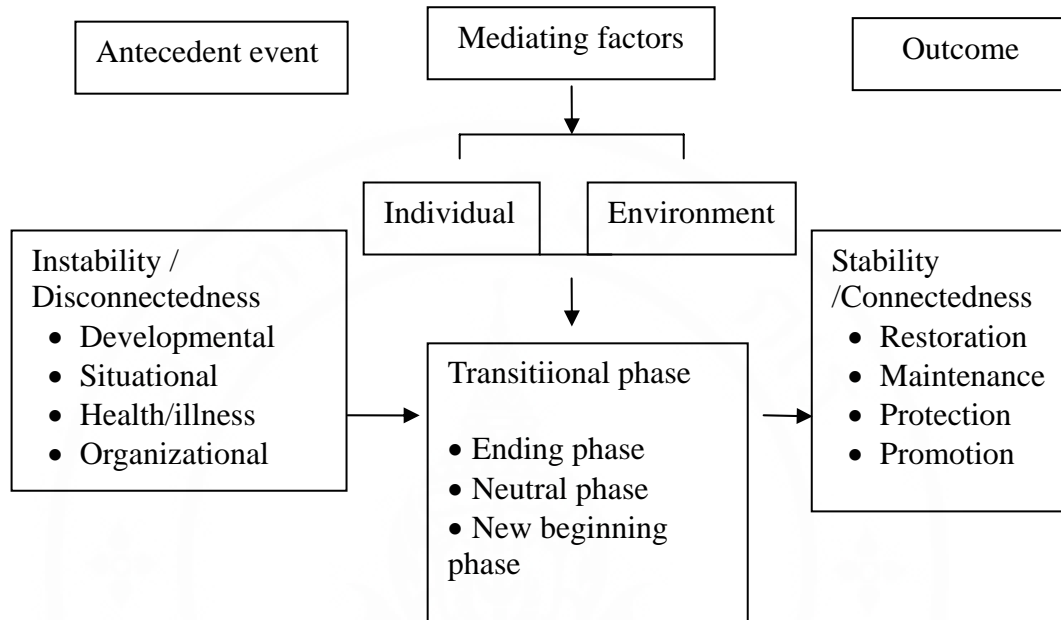 Antecedent event
Mediating factors
Outcome
Individual
Environment
Instability /
Disconnectedness
• Developmental
• Situational
• Health/illness
• Organizational
Transitiional phase
• Ending phase
• Neutral phase
• New beginning
phase
Stability
/Connectedness
• Restoration
• Maintenance
• Protection
• Promotion